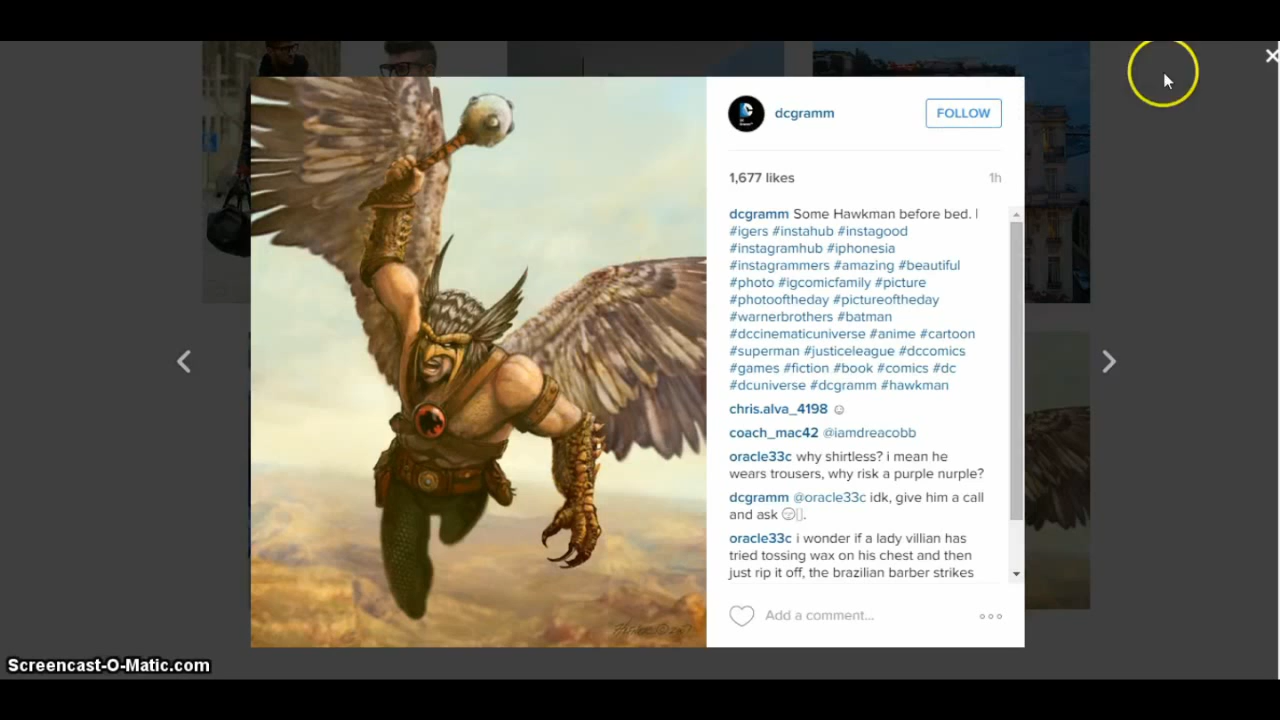 dcgramm
FOLLOW
1,677 likes
1h
dcgramm Some Hawkman before bed. |
#igers #instahub #instagood
#instagramhub #iphonesia
#instagrammers #amazing #beautiful
#photo #igcomicfamily #picture
#photooftheday #pictureoftheday
#warnerbrothers #batman
#dccinematicuniverse #anime #cartoon
#superman #justiceleague #dccomics
#games #fiction #book #comics #dc
#dcuniverse #dcgramm #hawkman
chris.alva_4198 ☺
coach_mac42 @iamdreacobb
oracle33c why shirtless? i mean he
wears trousers, why risk a purple nurple?
dcgramm @oracle33c idk, give him a call
and ask
oracle33c i wonder if a lady villian has
tried tossing wax on his chest and then
just rip it off, the brazilian barber strikes
Add a comment...
Screencast-O-Matic.com